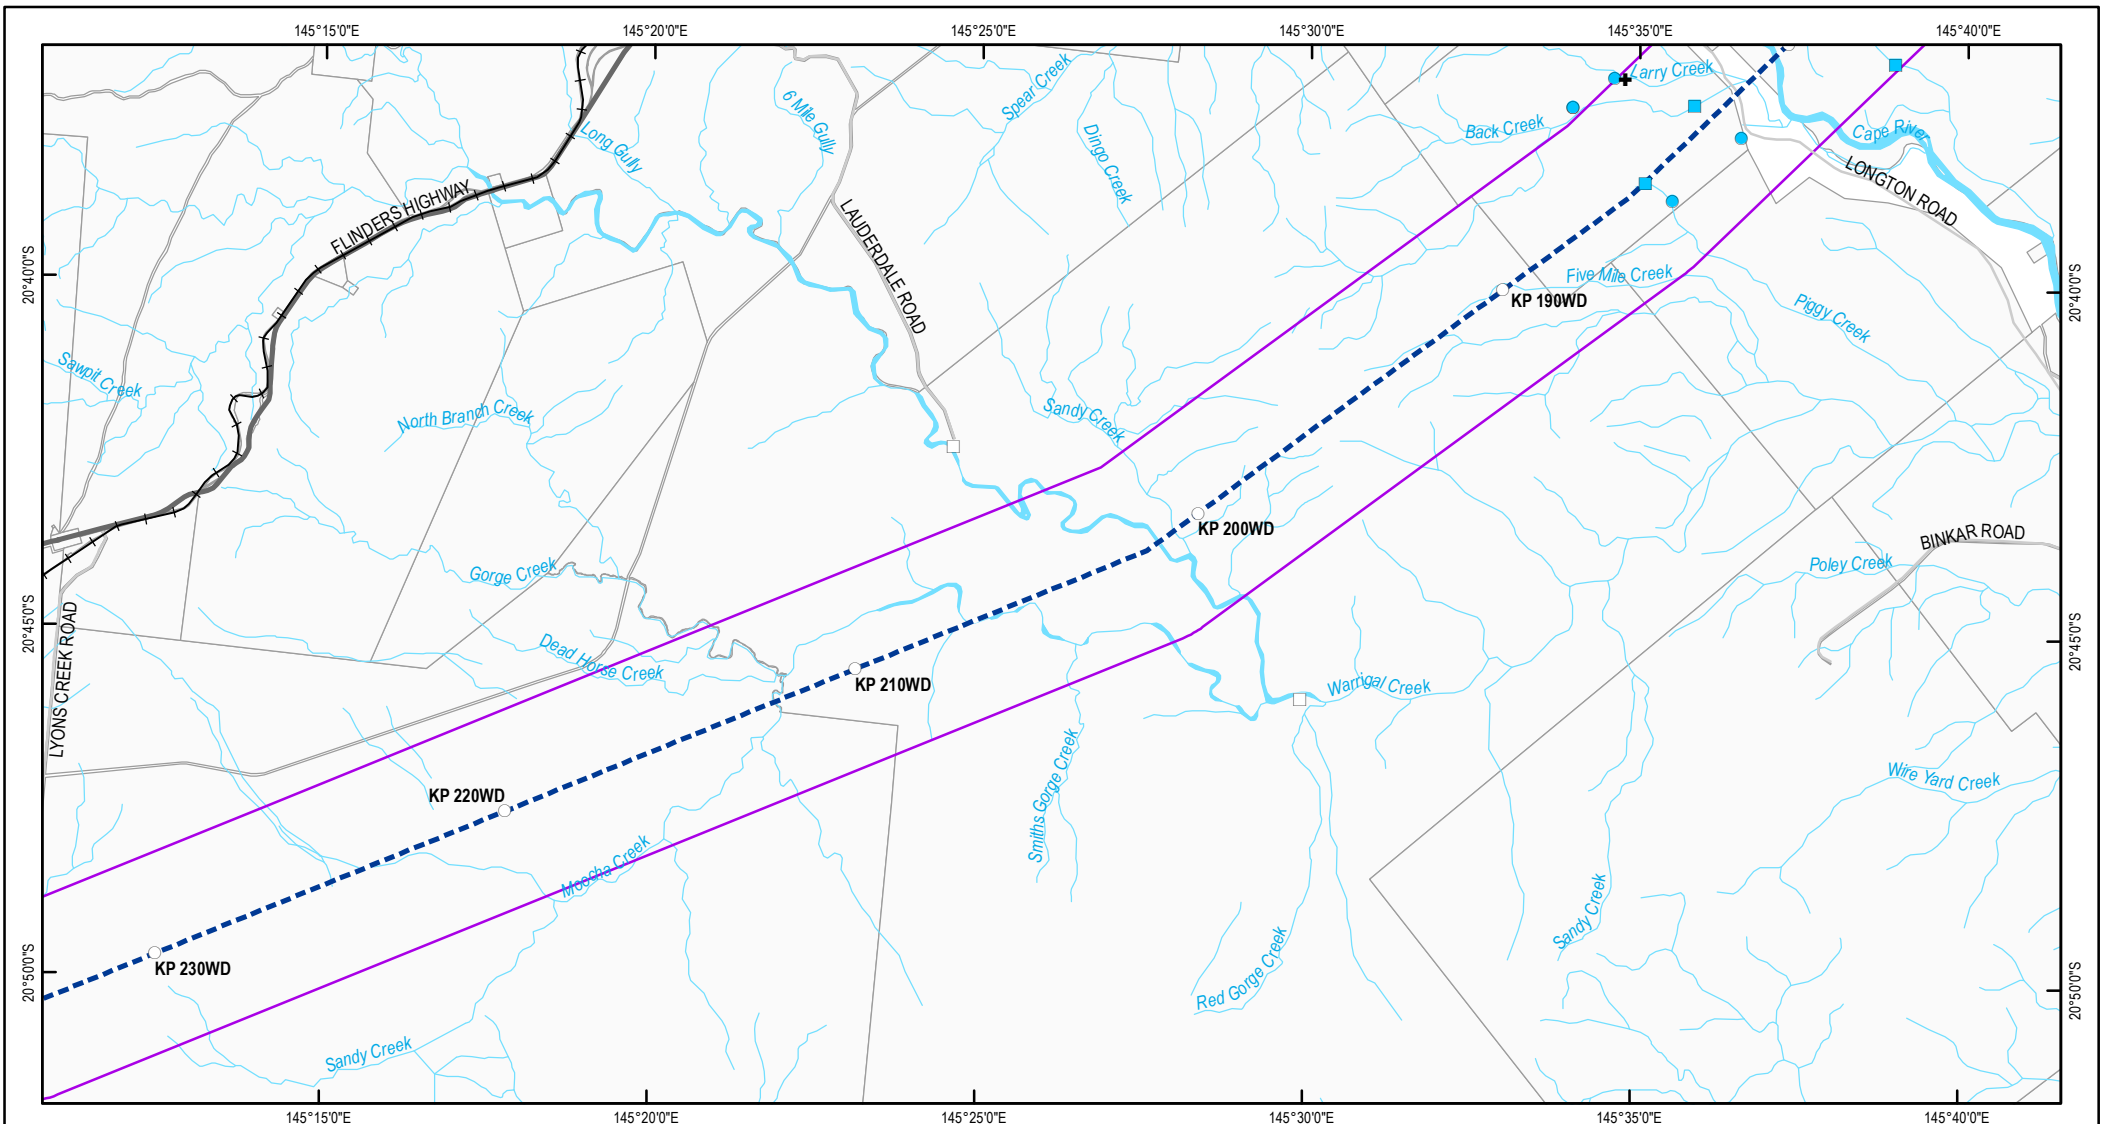 145°15'0"E
145°20'0"E
145°25'0"E
145°30'0"E
145°35'0"E
145°40'0"E
Larry Creek
Spear Creek
6 Mile Gully
Long Gully
Dingo Creek
Back Creek
Cape River
LONGTON ROAD
FLINDERS HIGHWAY
LAUDERDALE ROAD
20°40'0"S
20°40'0"S
Five Mile Creek
KP 190WD
Piggy Creek
Sawpit Creek
North Branch Creek
Sandy Creek
KP 200WD
BINKAR ROAD
Poley Creek
Gorge Creek
20°45'0"S
20°45'0"S
LYONS CREEK ROAD
Dead Horse Creek
KP 210WD
Warrigal Creek
Smiths Gorge Creek
Wire Yard Creek
KP 220WD
Moocha Creek
Sandy Creek
KP 230WD
Red Gorge Creek
20°50'0"S
20°50'0"S
Sandy Creek
145°15'0"E
145°20'0"E
145°25'0"E
145°30'0"E
145°35'0"E
145°40'0"E